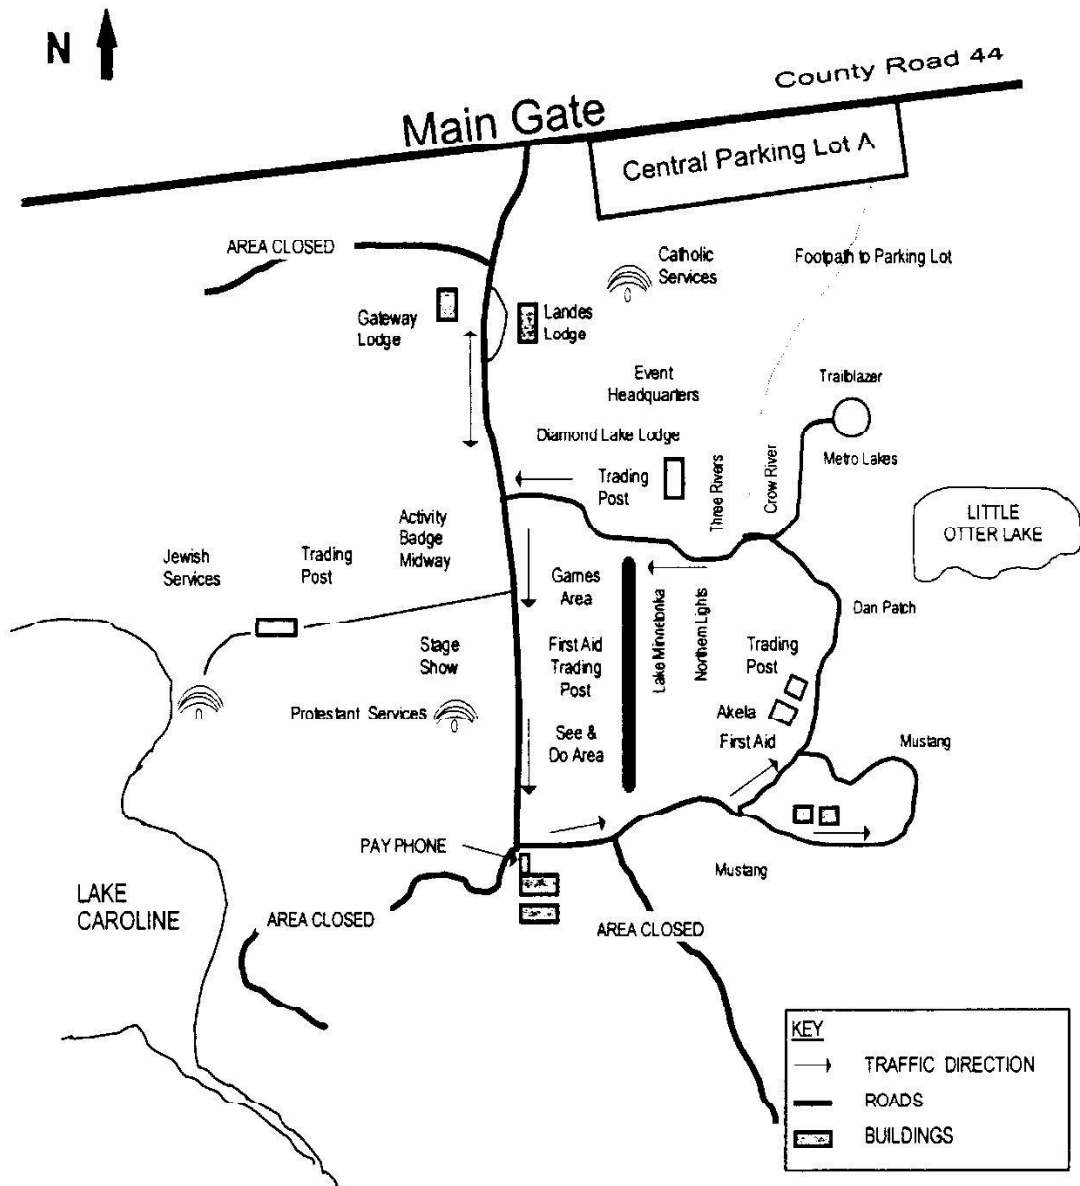 N
County Road 44
Main Gate
Central Parking Lot A
AREA CLOSED
Catholic
Services
Footpath to Parking Lot
Gateway
Lodge
Landes
Lodge
Event
Headquarters
Trailblazer
Diamond Lake Lodge
Metro Lakes
Trading
Post
Three Rivers
Crow River
LITTLE
OTTER LAKE
Activity
Badge
Midway
Jewish
Services
Trading
Post
Games
Area
Lake Minnetonka
Northern Lights
Dan Patch
Stage
Show
First Aid
Trading
Post
Trading
Post
Protestant Services
See &
Do Area
Akela
First Aid
Mustang
PAY PHONE
Mustang
LAKE
CAROLINE
AREA CLOSED
AREA CLOSED
KEY
TRAFFIC DIRECTION
ROADS
BUILDINGS